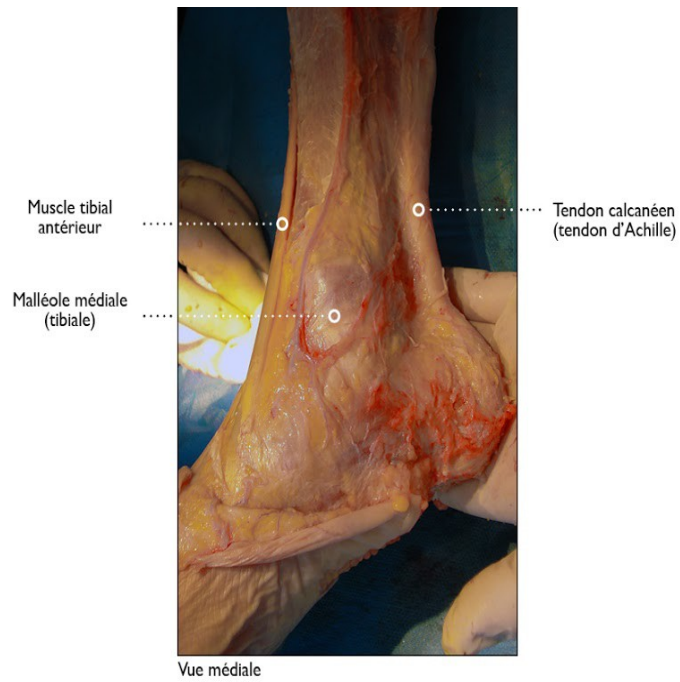 Muscle tibial
antérieur
Tendon calcanéen
(tendon d'Achille)
Malléole médiale
(tibiale)
Vue médiale